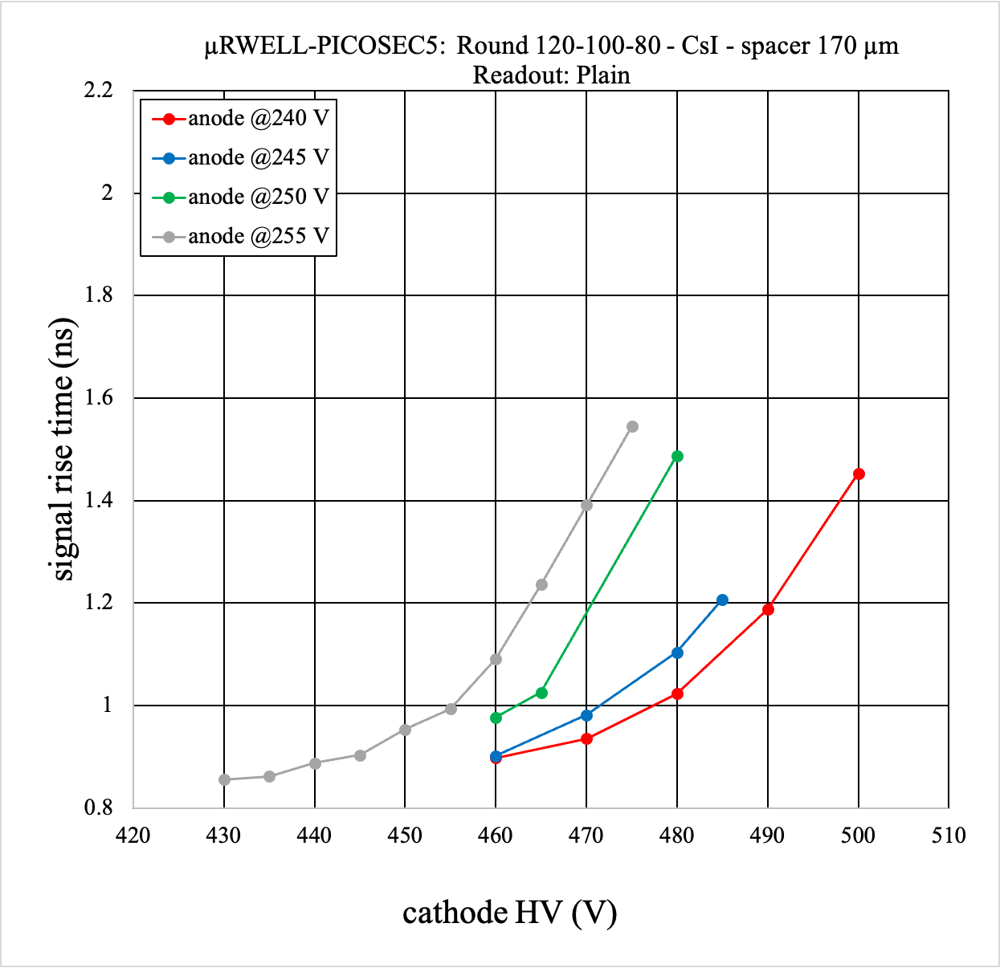 µRWELL-PICOSEC5: Round 120-100-80 - CsI - spacer 170 µm
Readout: Plain
anode @240 V
anode @245 V
anode @250 V
anode @255 V
signal rise time (ns)
2.2
2
1.8
1.6
1.4
1.2
1
0.8
420 430 440 450 460 470 480 490 500 510
cathode HV (V)